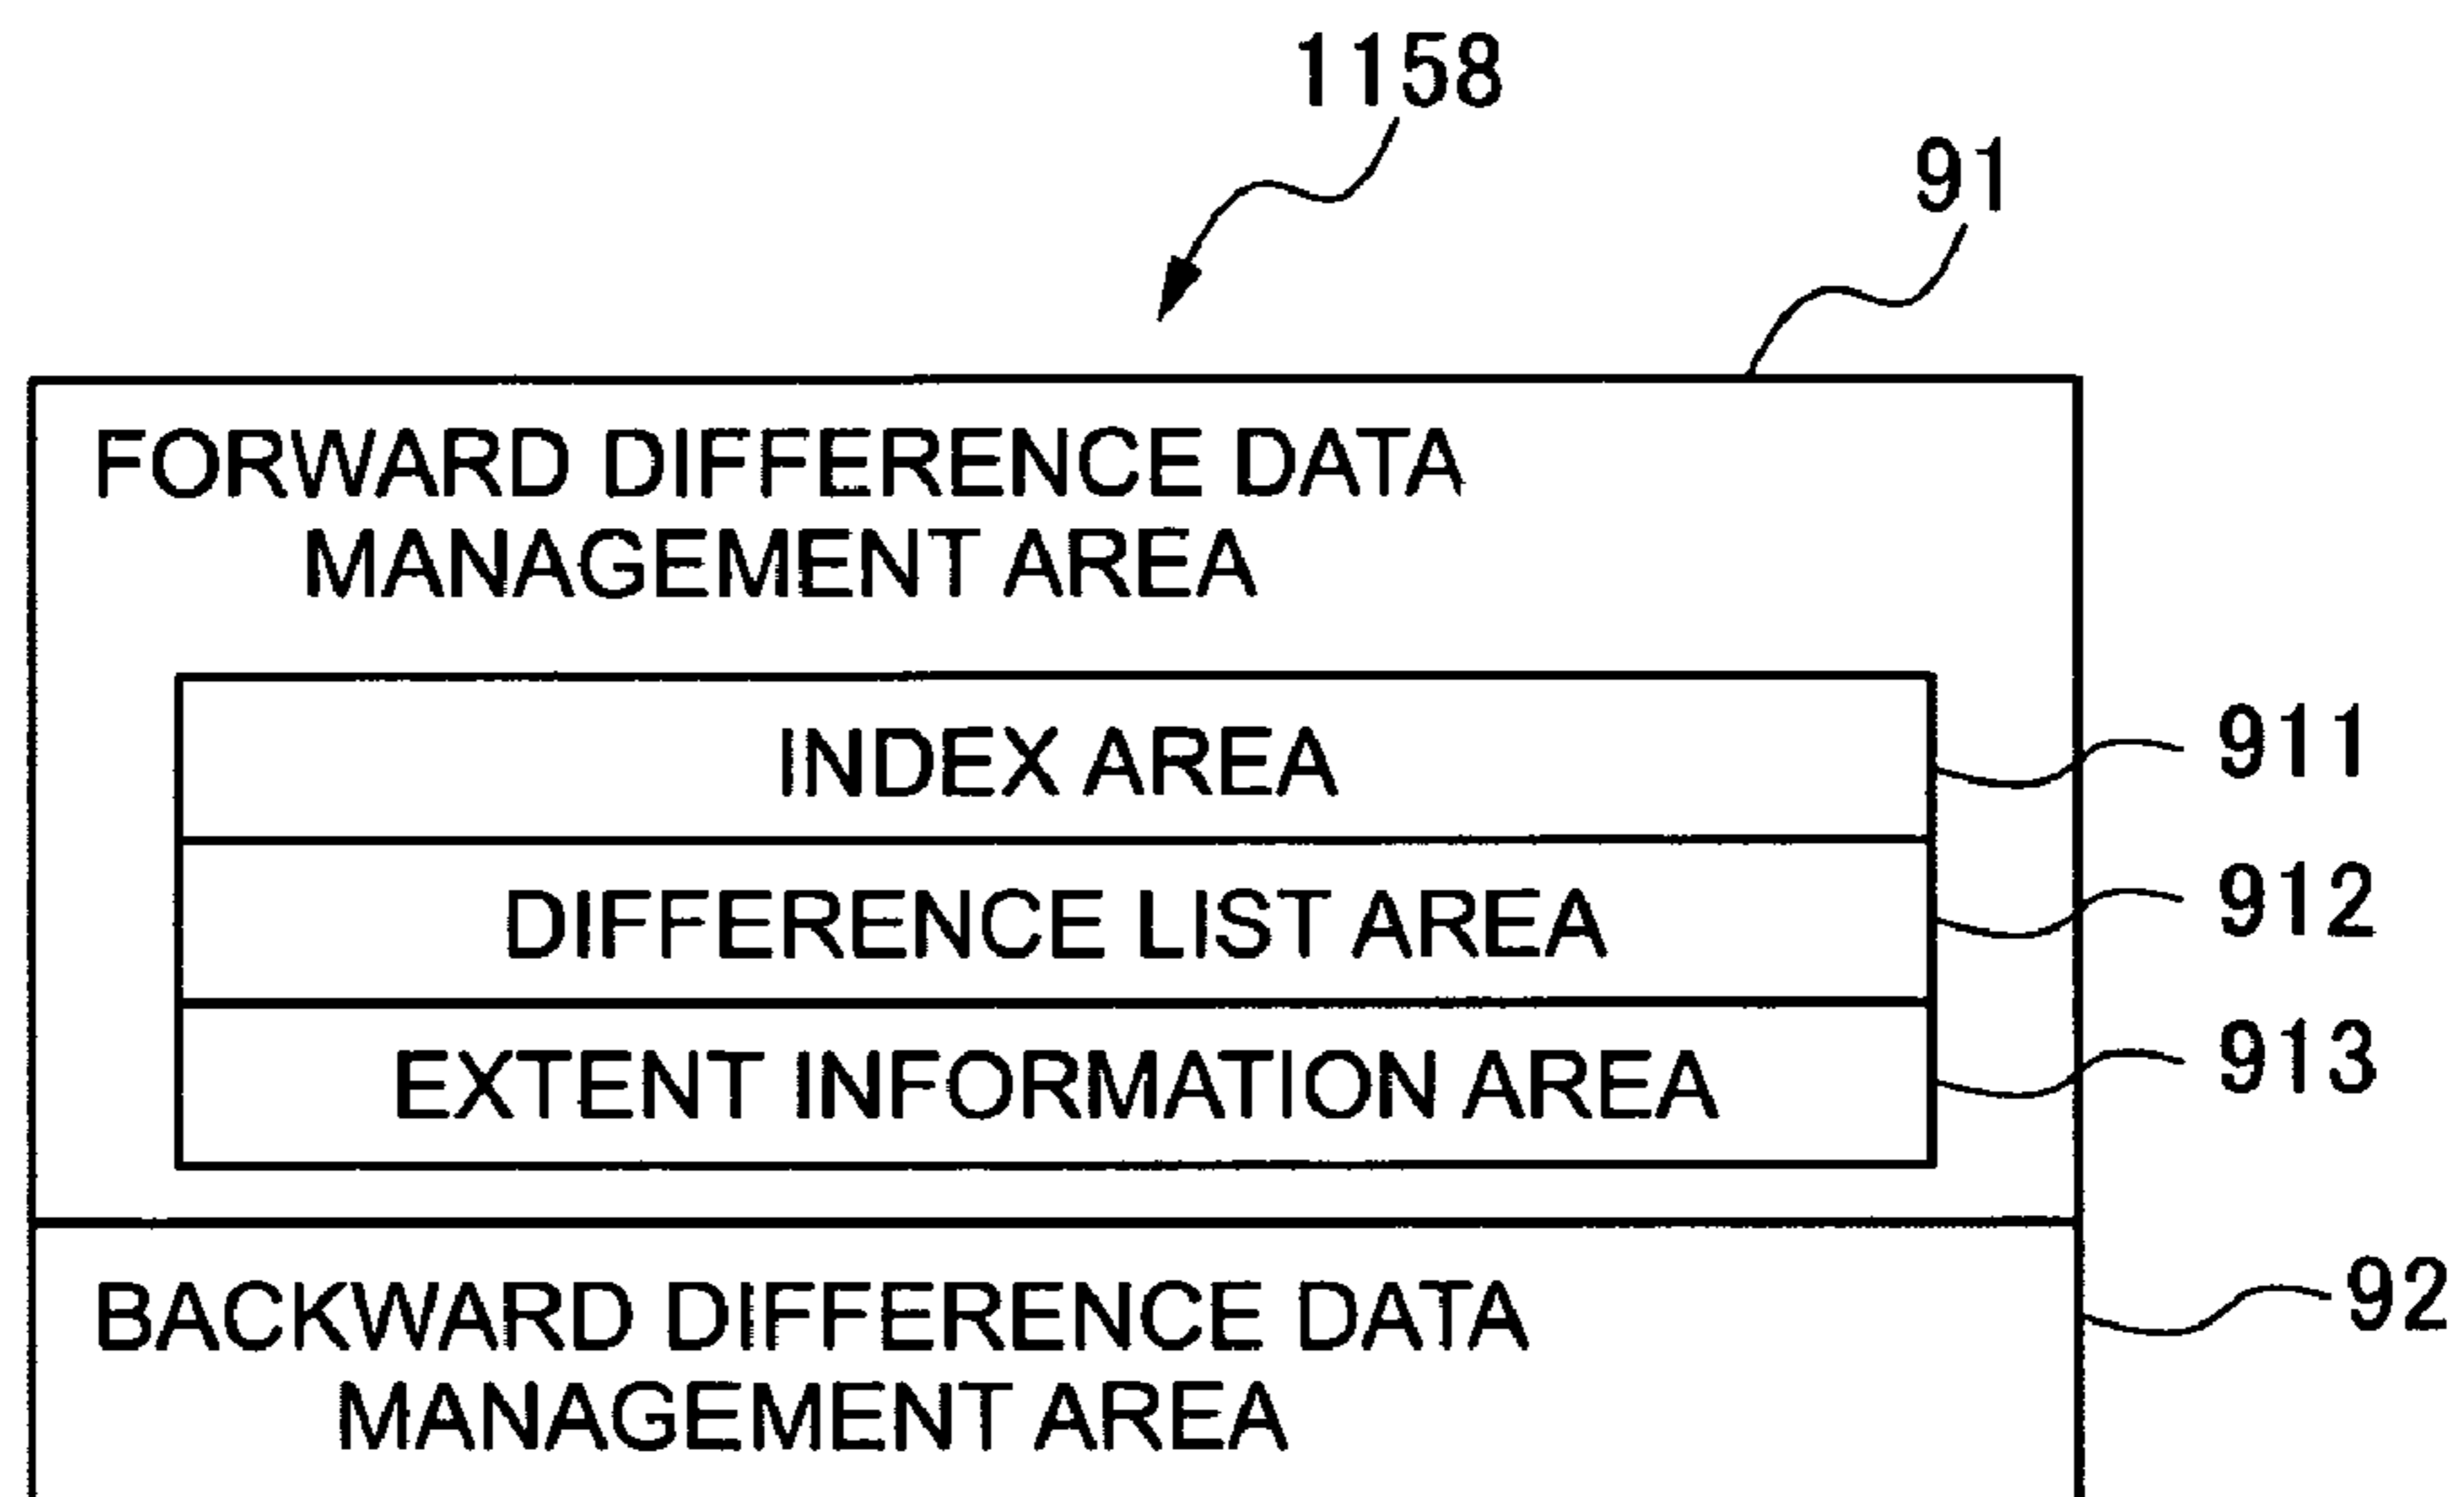 1158
91
FORWARD DIFFERENCE DATA
MANAGEMENT AREA
INDEX AREA
911
DIFFERENCE LIST AREA
912
EXTENT INFORMATION AREA
913
BACKWARD DIFFERENCE DATA
MANAGEMENT AREA
92